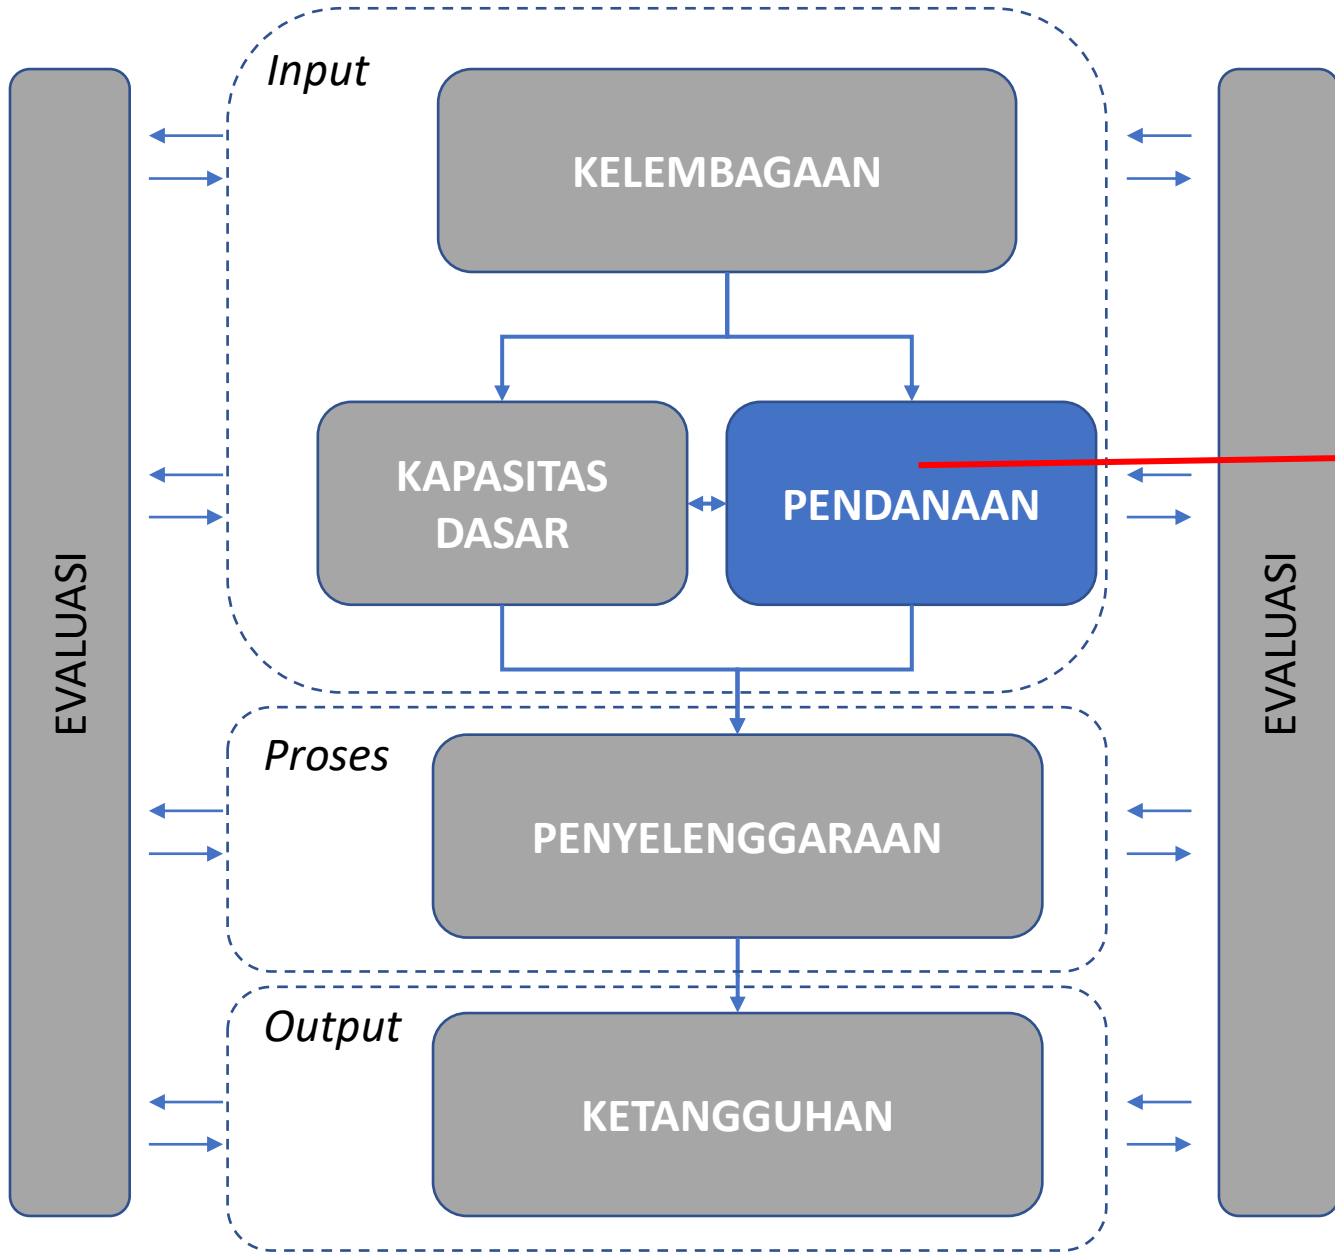 Input
KELEMBAGAAN
KAPASITAS
DASAR
PENDANAAN
EVALUASI
EVALUASI
Proses
PENYELENGGARAAN
Output
KETANGGUHAN